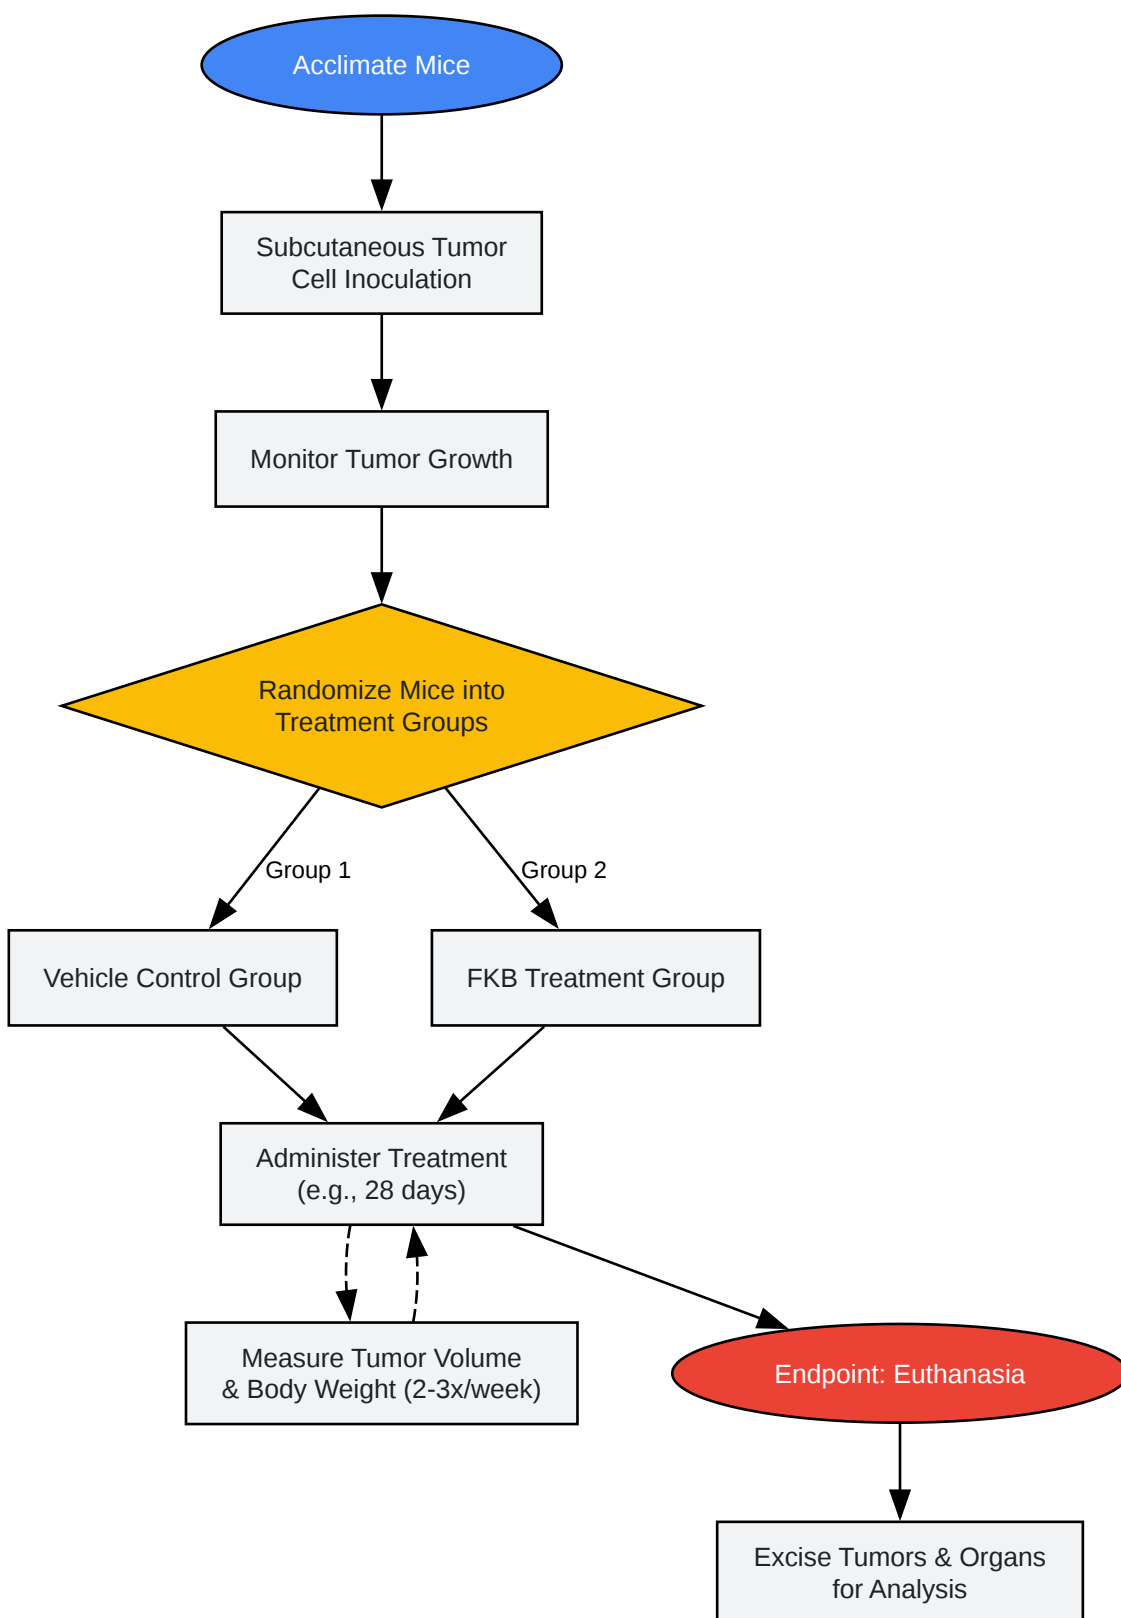 Acclimate Mice
Subcutaneous Tumor
Cell Inoculation
Monitor Tumor Growth
Randomize Mice into
Treatment Groups
Group 1
Group 2
Vehicle Control Group
FKB Treatment Group
Administer Treatment
(e.g., 28 days)
Measure Tumor Volume
& Body Weight (2-3x/week)
Endpoint: Euthanasia
Excise Tumors & Organs
for Analysis